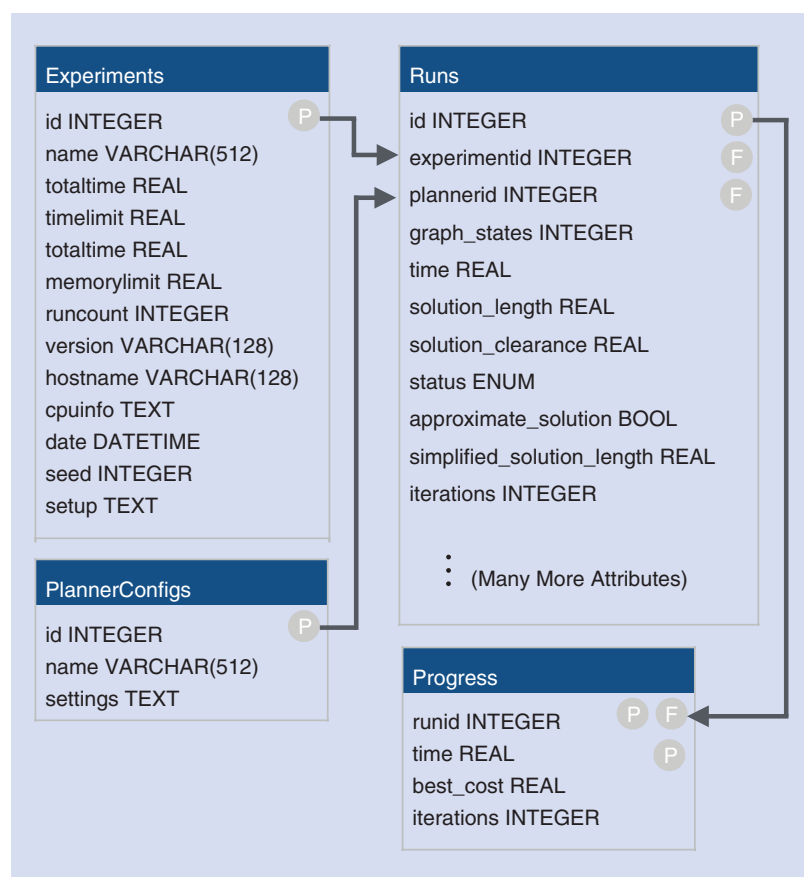 Experiments
id INTEGER P
name VARCHAR(512)
totaltime REAL
timelimit REAL
totaltime REAL
memorylimit REAL
runcount INTEGER
version VARCHAR(128)
hostname VARCHAR(128)
cpuinfo TEXT
date DATETIME
seed INTEGER
setup TEXT
PlannerConfigs
id INTEGER P
name VARCHAR(512)
settings TEXT
Runs
id INTEGER P
experimentid INTEGER F
plannerid INTEGER F
graph_states INTEGER
time REAL
solution_length REAL
solution_clearance REAL
status ENUM
approximate_solution BOOL
simplified_solution_length REAL
iterations INTEGER
(Many More Attributes)
Progress
runid INTEGER P F
time REAL P
best_cost REAL
iterations INTEGER